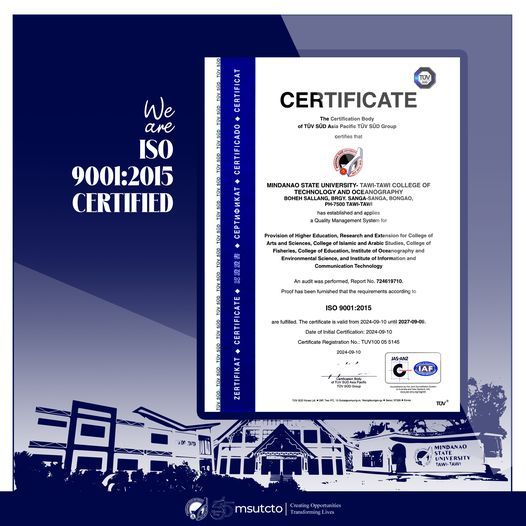 We
are
ISO
9001:2015
CERTIFIED
ZERTIFIKAT ◆ CERTIFICATE ◆ 認證證書 ◆ СЕРТИФИКАТ ◆ CERTIFICADO ◆ CERTIFICAT
TÜV
CERTIFICATE
The Certification Body
of TÜV SÜD Asia Pacific TÜV SÜD Group
certifies that
MINDANAO STATE UNIVERSITY- TAWI-TAWI COLLEGE OF
TECHNOLOGY AND OCEANOGRAPHY
BOHEH SALLANG, BRGY. SANGA-SANGA, BONGAO,
PH-7500 TAWI-TAWI
has established and applies
a Quality Management System for
Provision of Higher Education, Research and Extension for College of
Arts and Sciences, College of Islamic and Arabic Studies, College of
Fisheries, College of Education, Institute of Oceanography and
Environmental Science, and Institute of Information and
Communication Technology
An audit was performed, Report No. 724619710.
Proof has been furnished that the requirements according to
ISO 9001:2015
are fulfilled. The certificate is valid from 2024-09-10 until 2027-09-09.
Date of Initial Certification: 2024-09-10
Certificate Registration No.: TUV100 05 5145
2024-09-10
Certification Body
of TÜV SÜD Asia Pacific
TÜV SÜD Group
JAS-ANZ
IAF
TÜV
MINDANAO
STATE
UNIVERSITY
TAWI-TAWI
msutcto
Creating Opportunities
Transforming Lives